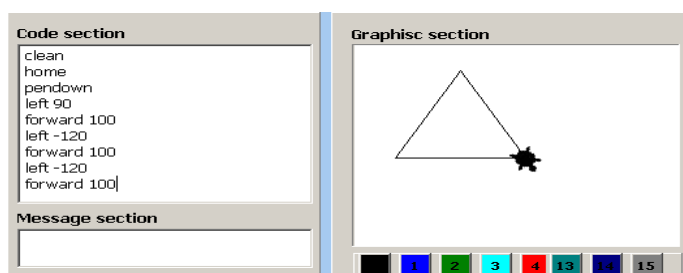 Code section
clean
home
pendown
left 90
forward 100
left -120
forward 100
left -120
forward 100
Message section
Graphisc section
1 2 3 4 13 14 15